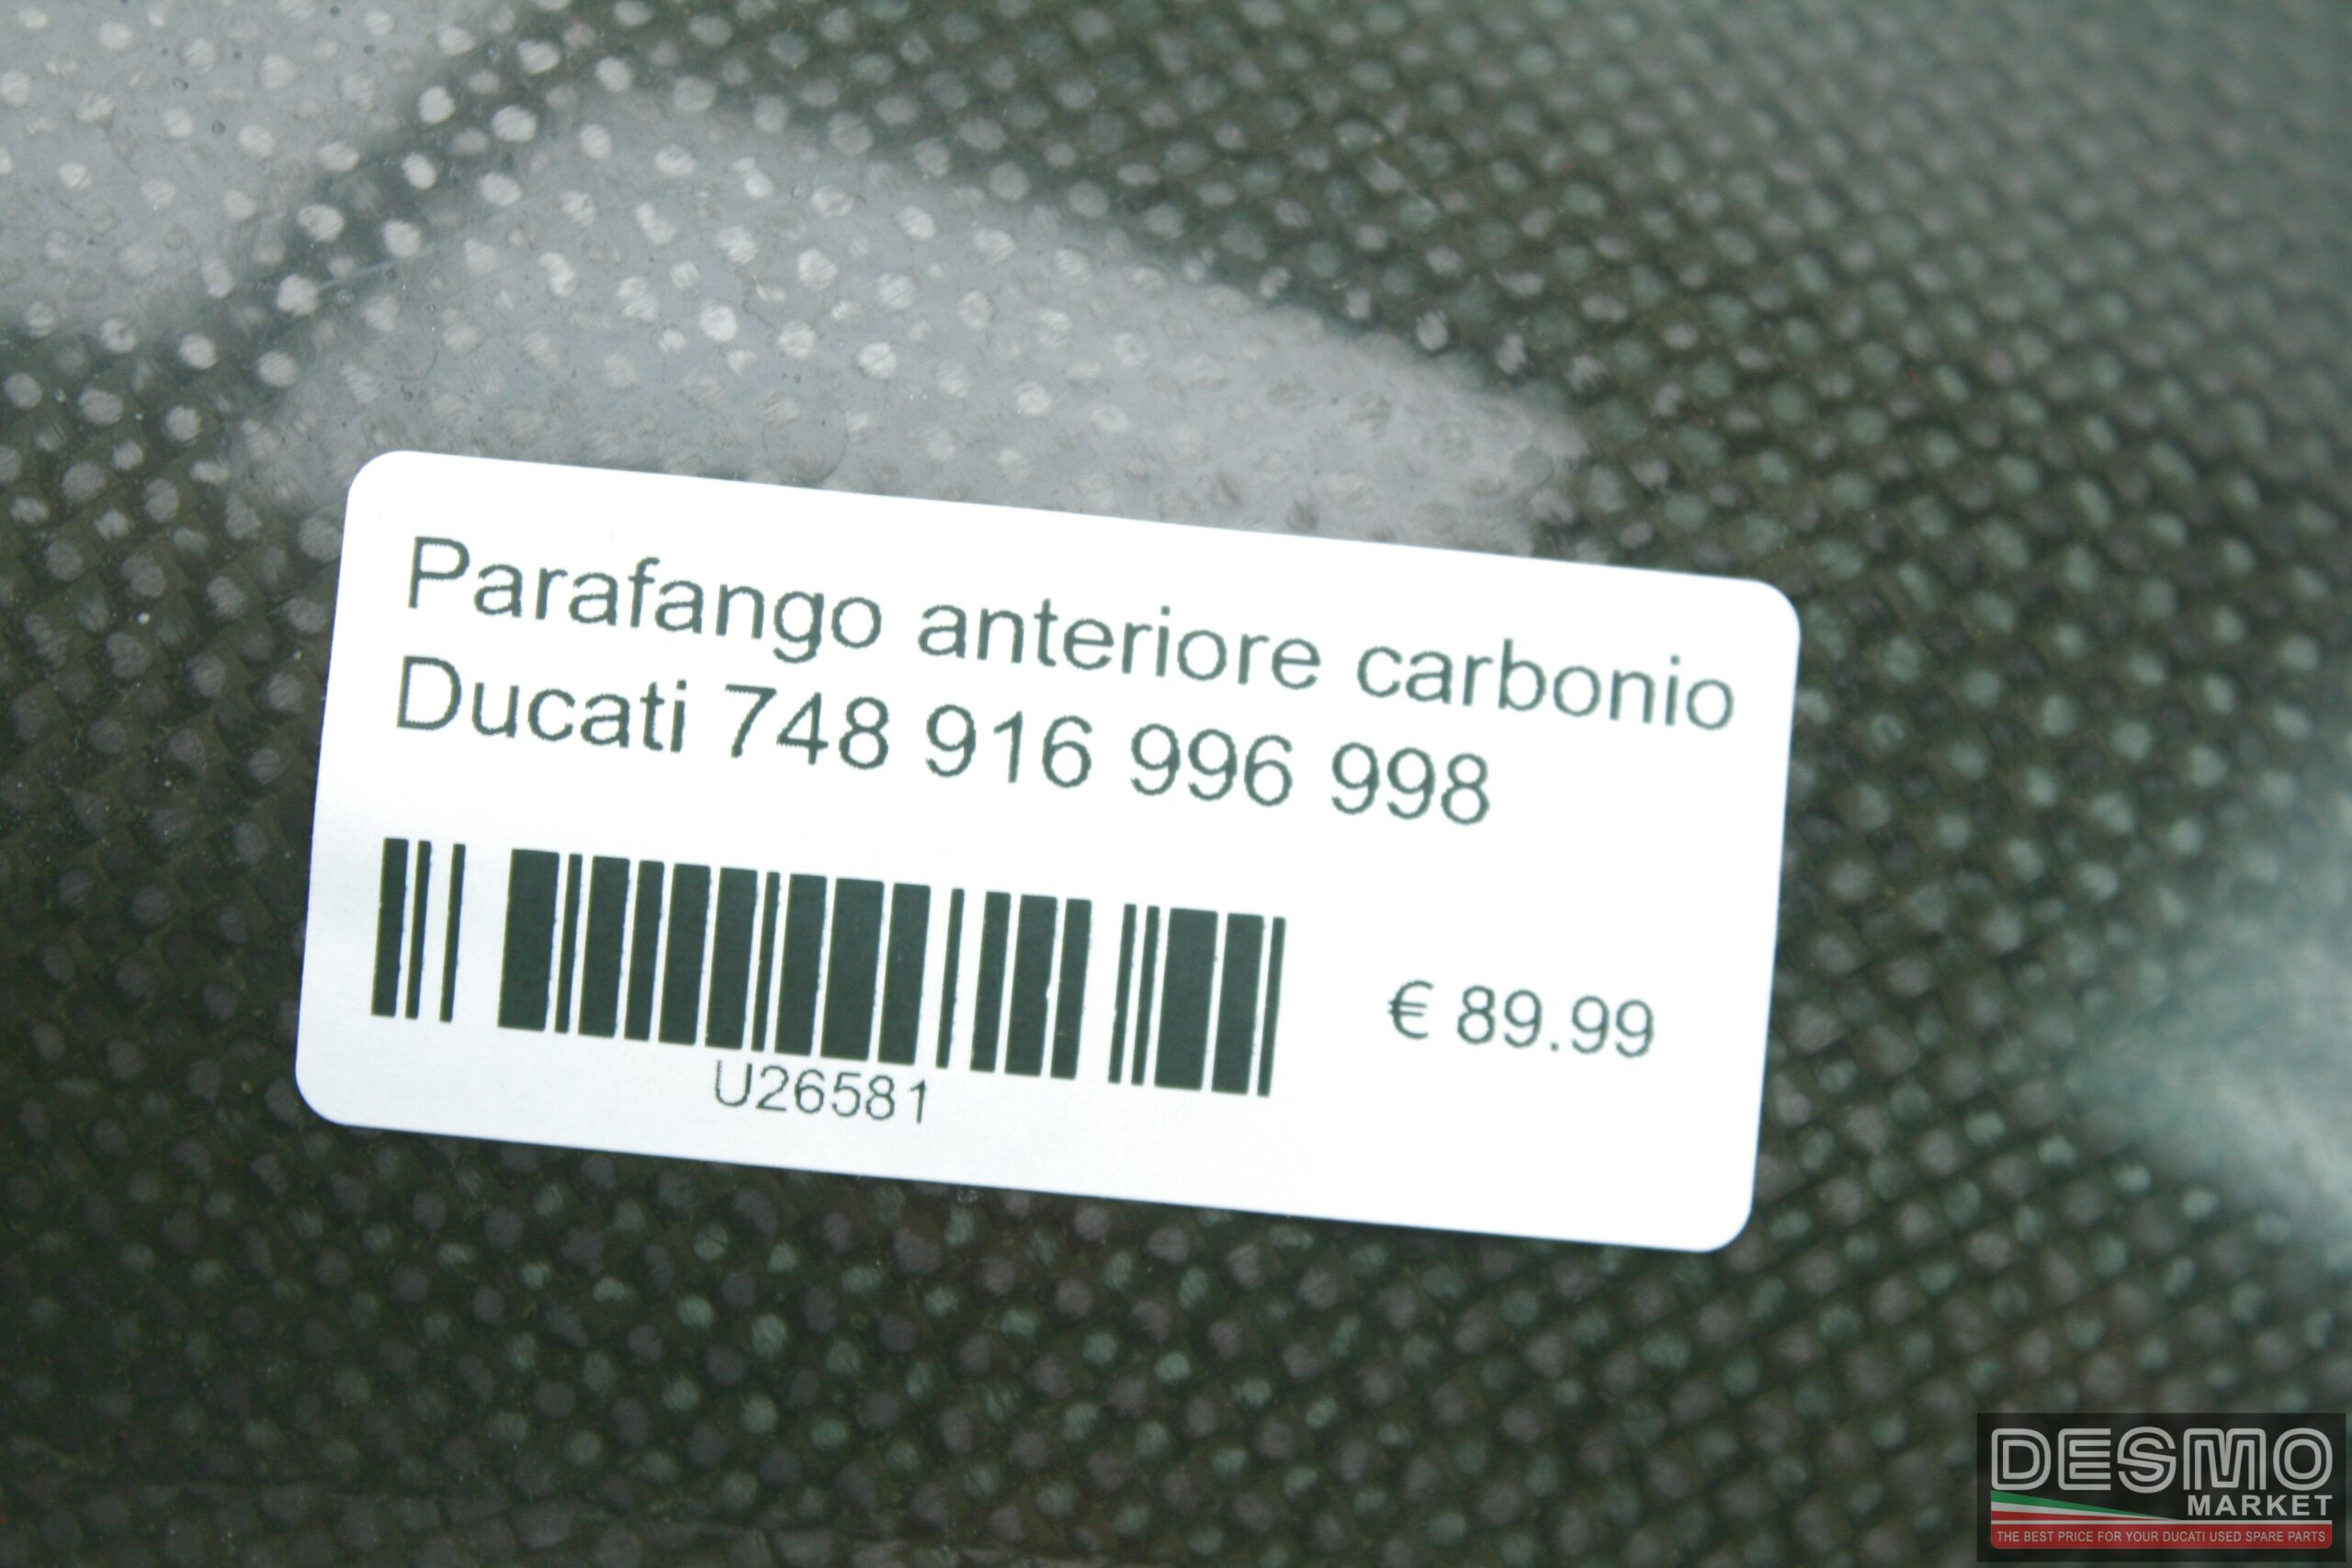 Parafango anteriore carbonio
Ducati 748 916 996 998
€ 89.99
U26581
DESMO
MARKET
THE BEST PRICE FOR YOUR DUCATI USED SPARE PARTS